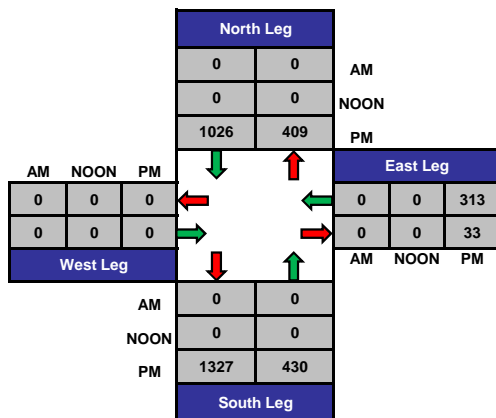 North Leg
0 0 AM
0 0 NOON
1026 409 PM
AM NOON PM East Leg
0 0 0 0 0 313
0 0 0 0 0 33
West Leg AM NOON PM
AM 0 0
NOON 0 0
PM 1327 430
South Leg